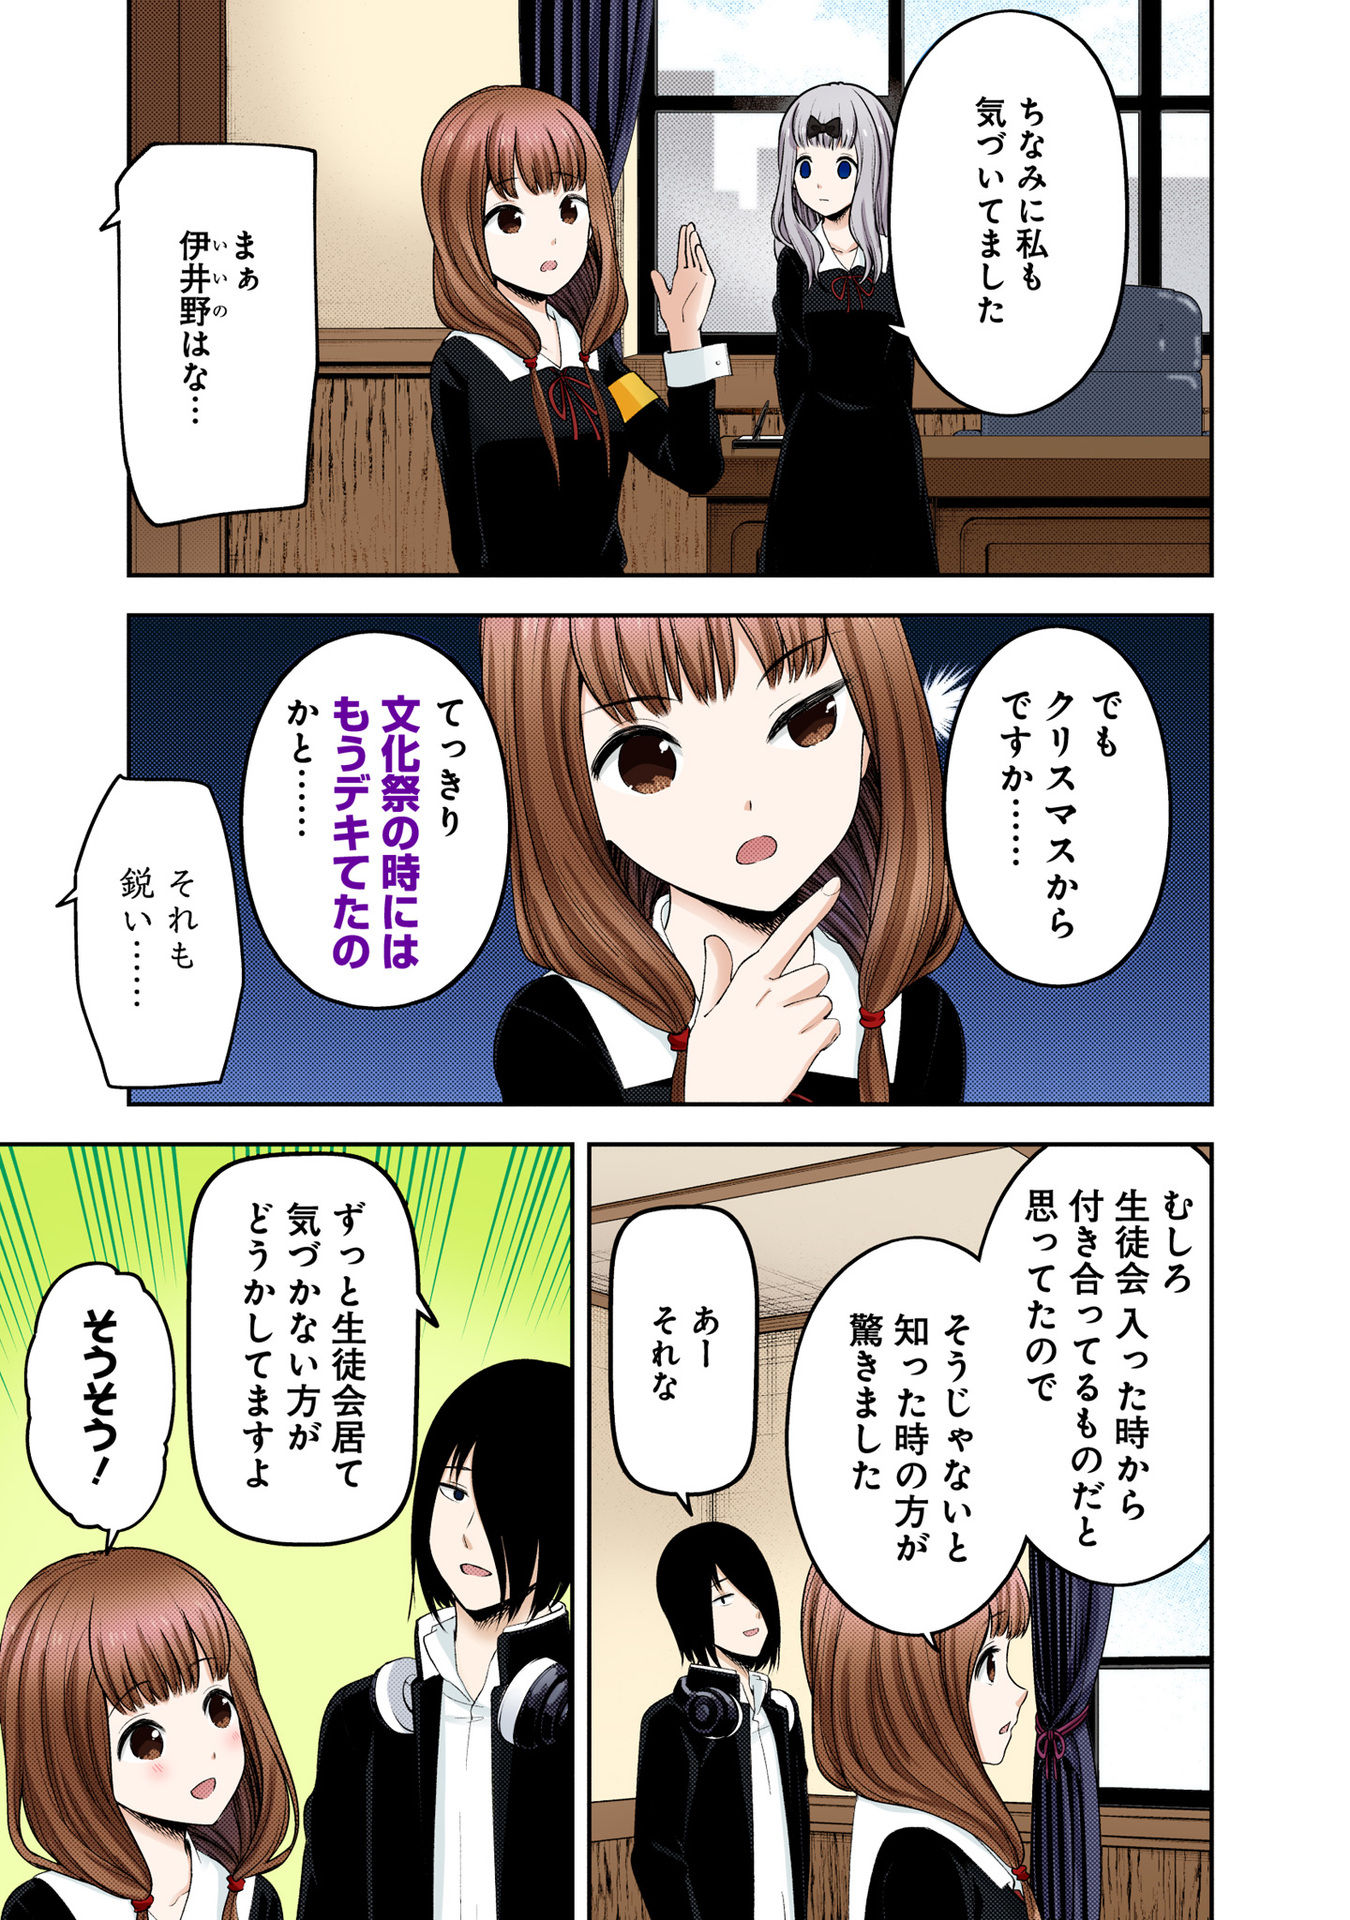 ちなみに私も
気づいてました
まぁ
伊井野はな…
いいの
でも
クリスマスから
ですか……
てっきり
文化祭の時には
もうデキてたの
かと……
それも
鋭い……
むしろ
生徒会入った時から
付き合ってるものだと
思ってたので
そうじゃないと
知った時の方が
驚きました
あー
それな
ずっと生徒会居て
気づかない方が
どうかしてますよ
そうそう！